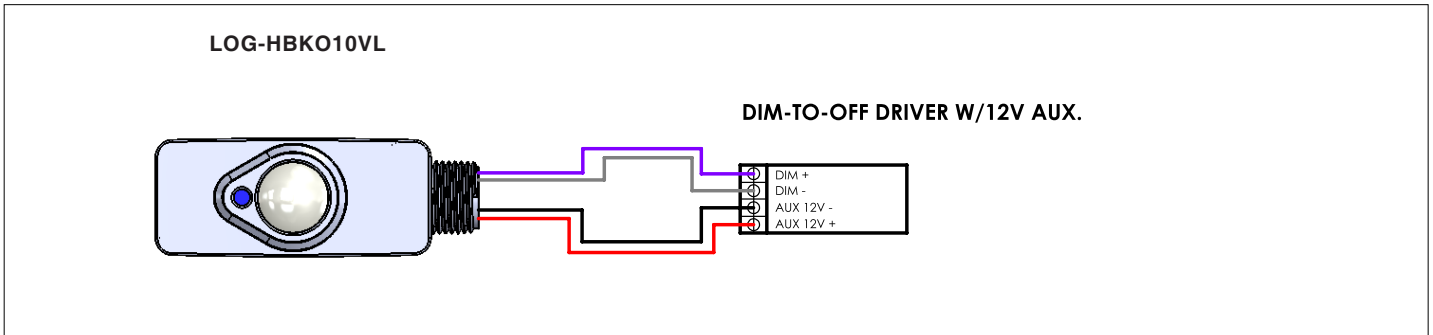 LOG-HBKO10VL
DIM-TO-OFF DRIVER W/12V AUX.
DIM +
DIM -
AUX 12V -
AUX 12V +